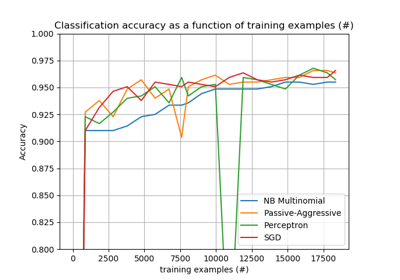 Classification accuracy as a function of training examples (#)
1.000
0.975
0.950
0.925
0.900
0.875
0.850
0.825
0.800
Accuracy
NB Multinomial
Passive-Aggressive
Perceptron
SGD
0 2500 5000 7500 10000 12500 15000 17500
training examples (#)